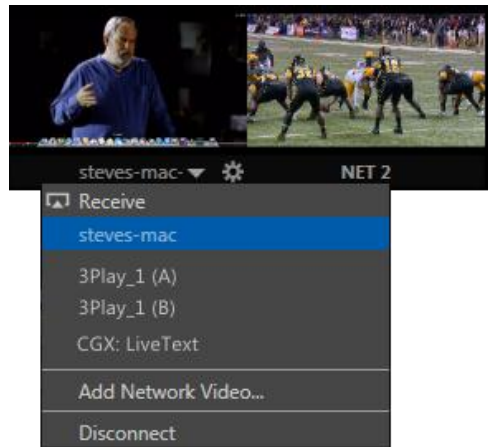 steves-mac-
NET 2
Receive
steves-mac
3Play_1 (A)
3Play_1 (B)
CGX: LiveText
Add Network Video...
Disconnect